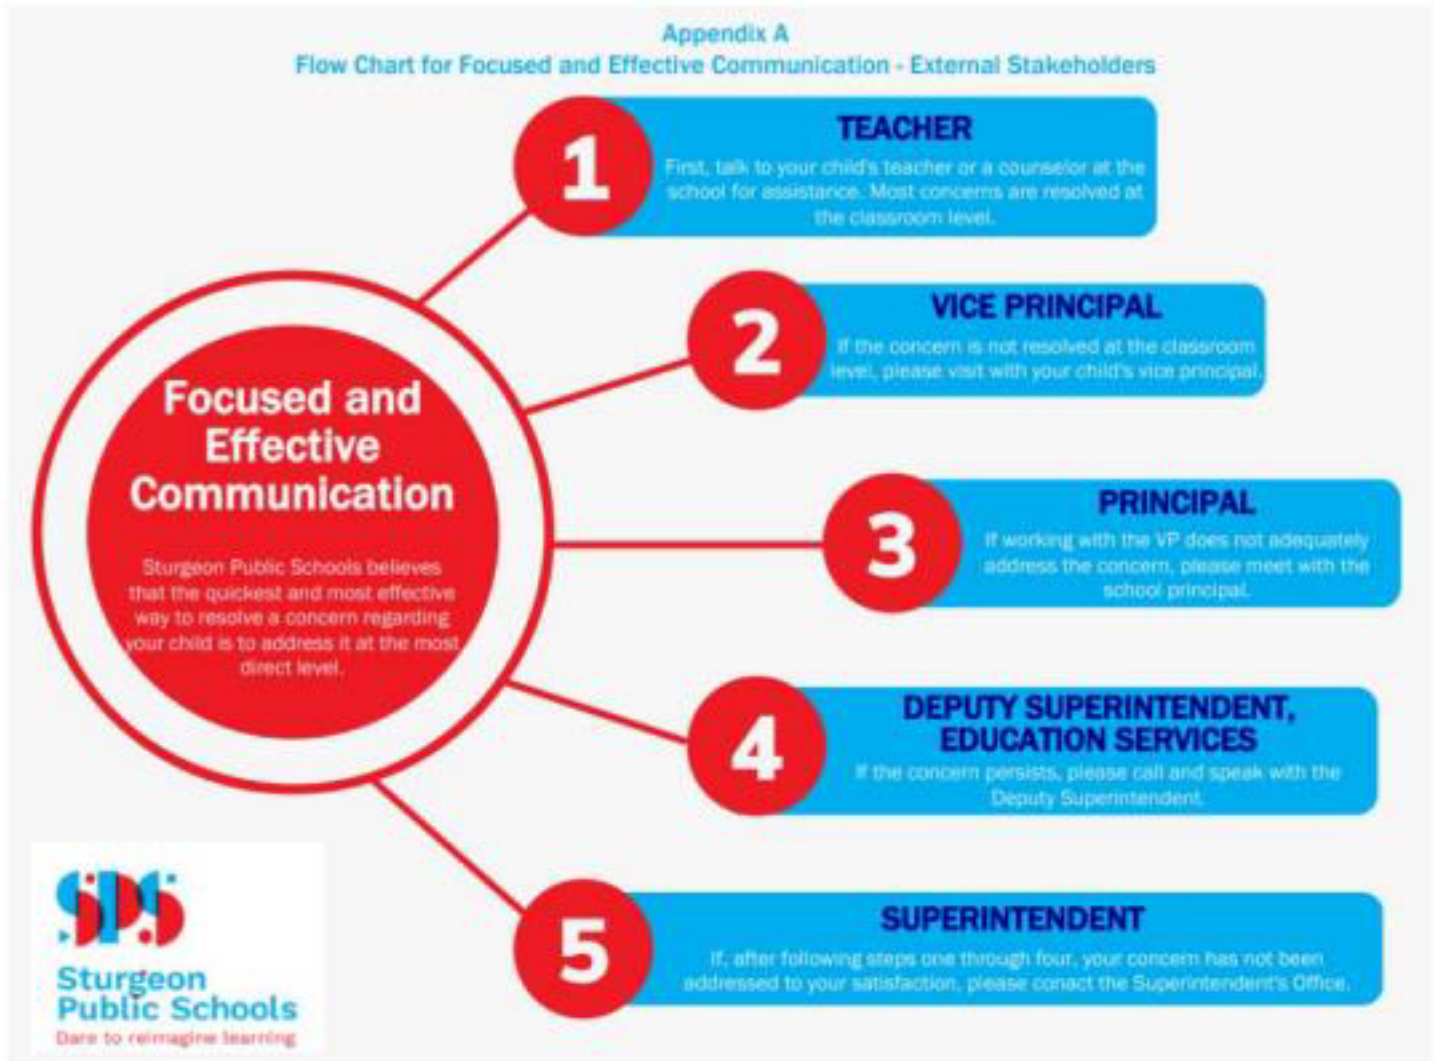 Appendix A
Flow Chart for Focused and Effective Communication - External Stakeholders
1
TEACHER
First, talk to your child's teacher or a counselor at the
school for assistance. Most concerns are resolved at
the classroom level.
2
VICE PRINCIPAL
If the concern is not resolved at the classroom
level, please visit with your child's vice principal.
Focused and
Effective
Communication
Sturgeon Public Schools believes
that the quickest and most effective
way to resolve a concern regarding
your child is to address it at the most
direct level.
3
PRINCIPAL
If working with the VP does not adequately
address the concern, please meet with the
school principal.
4
DEPUTY SUPERINTENDENT,
EDUCATION SERVICES
If the concern persists, please call and speak with the
Deputy Superintendent.
5
SUPERINTENDENT
If, after following steps one through four, your concern has not been
addressed to your satisfaction, please conact the Superintendent's Office.
SPS
Sturgeon
Public Schools
Dare to reimagine learning